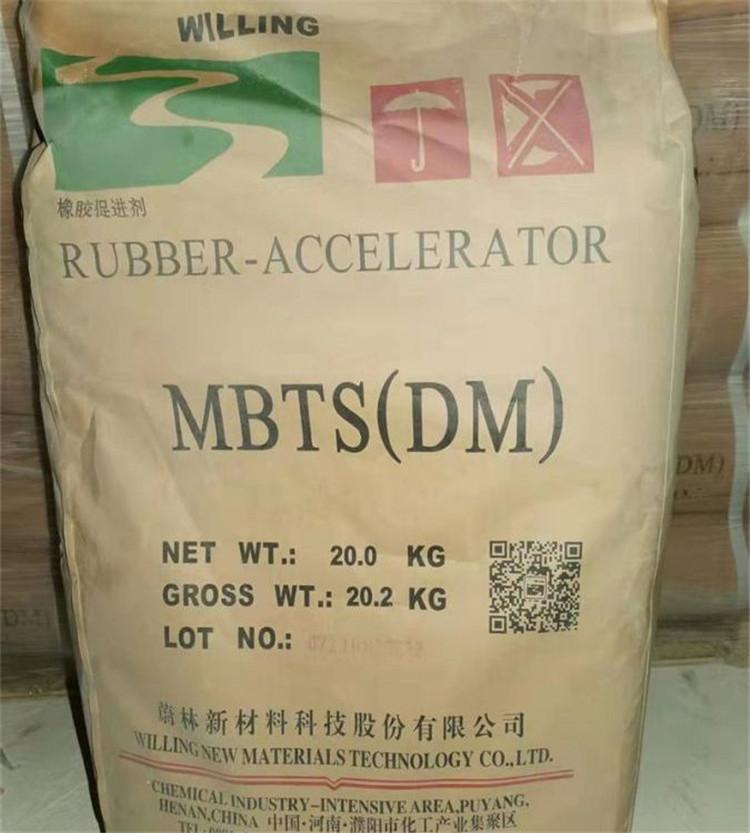 WILLING
橡胶促进剂
RUBBER-ACCELERATOR
MBTS(DM)
NET WT.: 20.0 KG
GROSS WT.: 20.2 KG
LOT NO.:
蔚林新材料科技股份有限公司
WILLING NEW MATERIALS TECHNOLOGY CO.,LTD.
CHEMICAL INDUSTRY-INTENSIVE AREA,PUYANG,
HENAN,CHINA 中国·河南·濮阳市化工产业集聚区
DM)
DM)